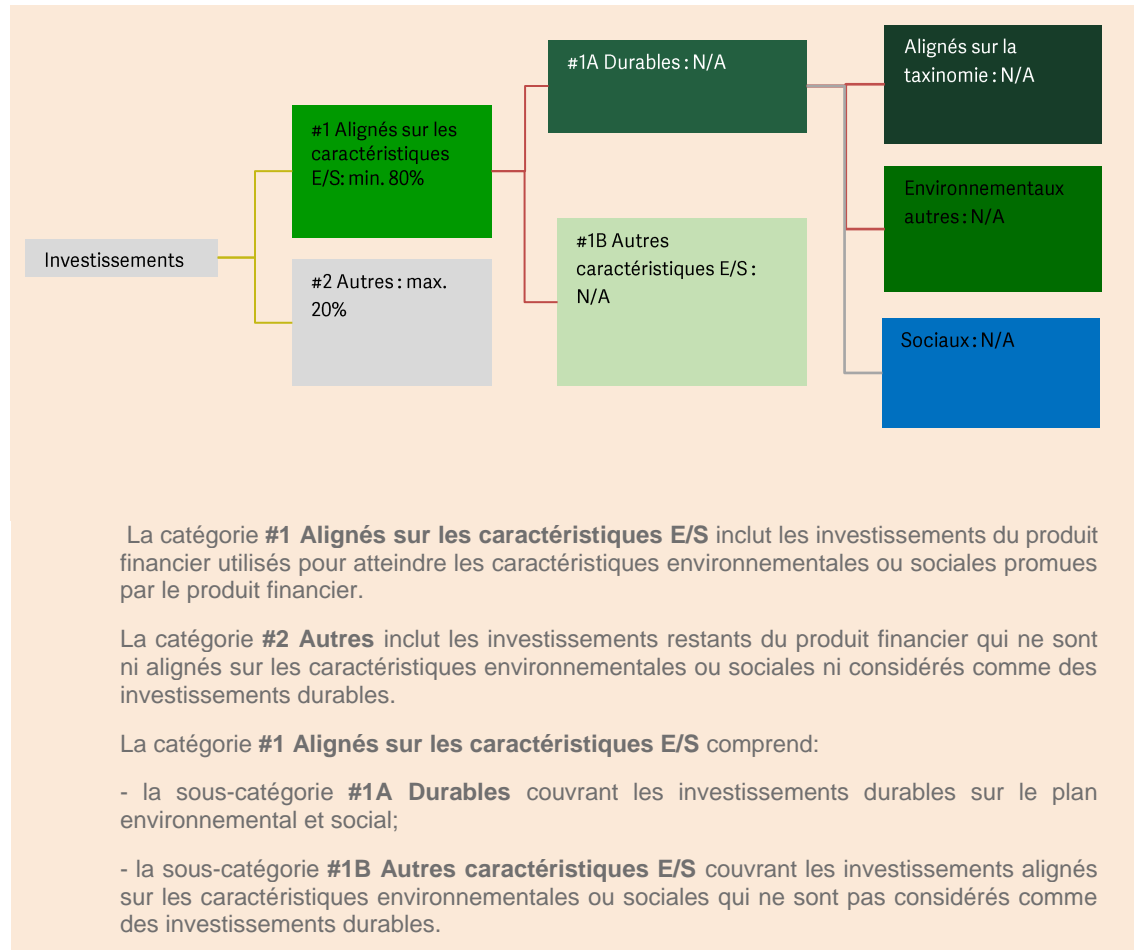 Investissements
#1 Alignés sur les
caractéristiques
E/S: min. 80%
#2 Autres : max.
20%
#1A Durables : N/A
#1B Autres
caractéristiques E/S :
N/A
Alignés sur la
taxinomie : N/A
Environnementaux
autres : N/A
Sociaux : N/A
La catégorie #1 Alignés sur les caractéristiques E/S inclut les investissements du produit
financier utilisés pour atteindre les caractéristiques environnementales ou sociales promues
par le produit financier.
La catégorie #2 Autres inclut les investissements restants du produit financier qui ne sont
ni alignés sur les caractéristiques environnementales ou sociales ni considérés comme des
investissements durables.
La catégorie #1 Alignés sur les caractéristiques E/S comprend:
- la sous-catégorie #1A Durables couvrant les investissements durables sur le plan
environnemental et social;
- la sous-catégorie #1B Autres caractéristiques E/S couvrant les investissements alignés
sur les caractéristiques environnementales ou sociales qui ne sont pas considérés comme
des investissements durables.